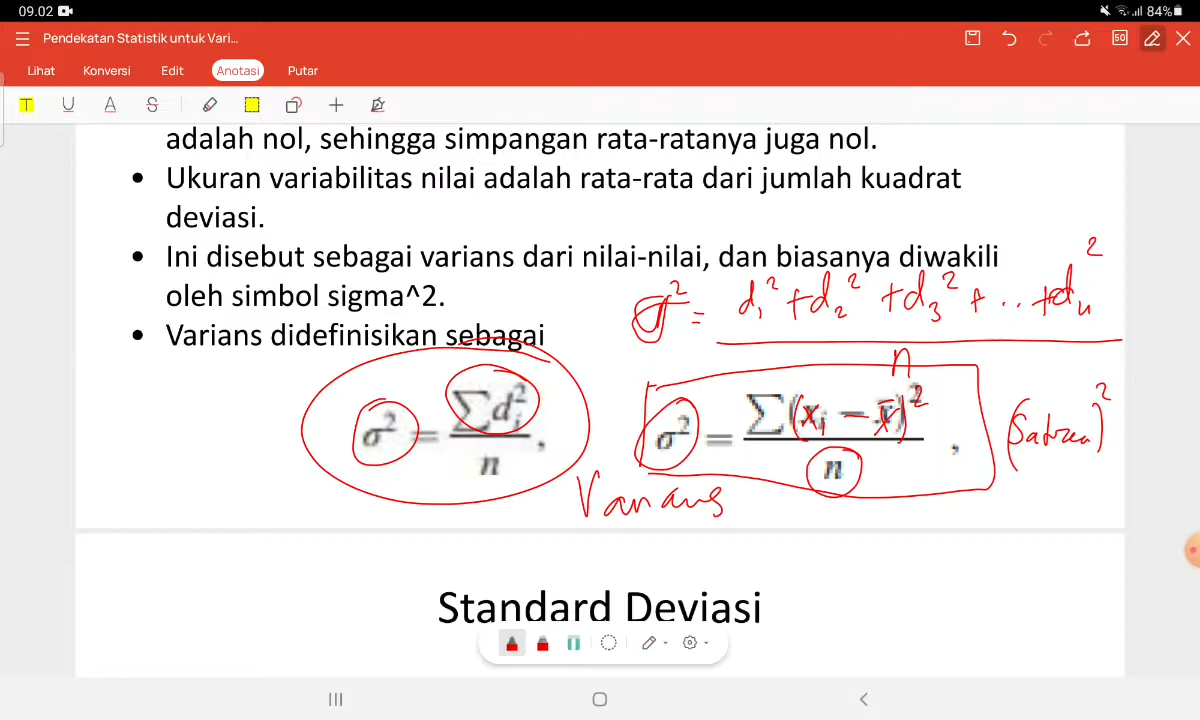 09.02
84%
Pendekatan Statistik untuk Vari...
50
Lihat Konversi Edit Anotasi Putar
T U A S
adalah nol, sehingga simpangan rata-ratanya juga nol.
• Ukuran variabilitas nilai adalah rata-rata dari jumlah kuadrat
deviasi.
• Ini disebut sebagai varians dari nilai-nilai, dan biasanya diwakili
oleh simbol sigma^2.
σ² = (d₁² + d₂² + d₃² + .. + dₙ²) / n
• Varians didefinisikan sebagai
σ² = ∑dᵢ² / n, σ² = ∑(xᵢ − x̄)² / n , (Satuan)²
Varians
Standard Deviasi